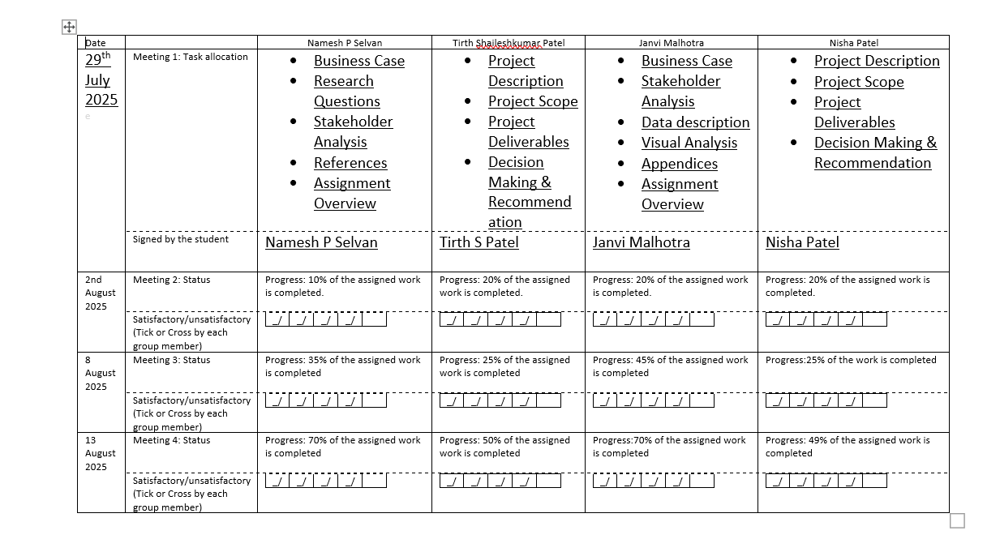 Date
Namesh P Selvan
Tirth Shaileshkumar Patel
Janvi Malhotra
Nisha Patel
29th
July
2025
e
Meeting 1: Task allocation
• Business Case
• Research
Questions
• Stakeholder
Analysis
• References
• Assignment
Overview
• Project
Description
• Project Scope
• Project
Deliverables
• Decision
Making &
Recommend
ation
• Business Case
• Stakeholder
Analysis
• Data description
• Visual Analysis
• Appendices
• Assignment
Overview
• Project Description
• Project Scope
• Project
Deliverables
• Decision Making &
Recommendation
Signed by the student
Namesh P Selvan
Tirth S Patel
Janvi Malhotra
Nisha Patel
2nd
August
2025
Meeting 2: Status
Progress: 10% of the assigned work
is completed.
Progress: 20% of the assigned
work is completed.
Progress: 20% of the assigned work
is completed.
Progress: 20% of the assigned work is
completed.
Satisfactory/unsatisfactory
(Tick or Cross by each
group member)
_/ _/ _/ _/
_/ _/ _/ _/
_/ _/ _/ _/
_/ _/ _/ _/
8
August
2025
Meeting 3: Status
Progress: 35% of the assigned work
is completed
Progress: 25% of the assigned
work is completed
Progress: 45% of the assigned work
is completed
Progress:25% of the work is completed
Satisfactory/unsatisfactory
(Tick or Cross by each
group member)
_/ _/ _/ _/
_/ _/ _/ _/
_/ _/ _/ _/
_/ _/ _/ _/
13
August
2025
Meeting 4: Status
Progress: 70% of the assigned work
is completed
Progress: 50% of the assigned
work is completed
Progress:70% of the assigned work
is completed
Progress: 49% of the assigned work is
completed
Satisfactory/unsatisfactory
(Tick or Cross by each
group member)
_/ _/ _/ _/
_/ _/ _/ _/
_/ _/ _/ _/
_/ _/ _/ _/